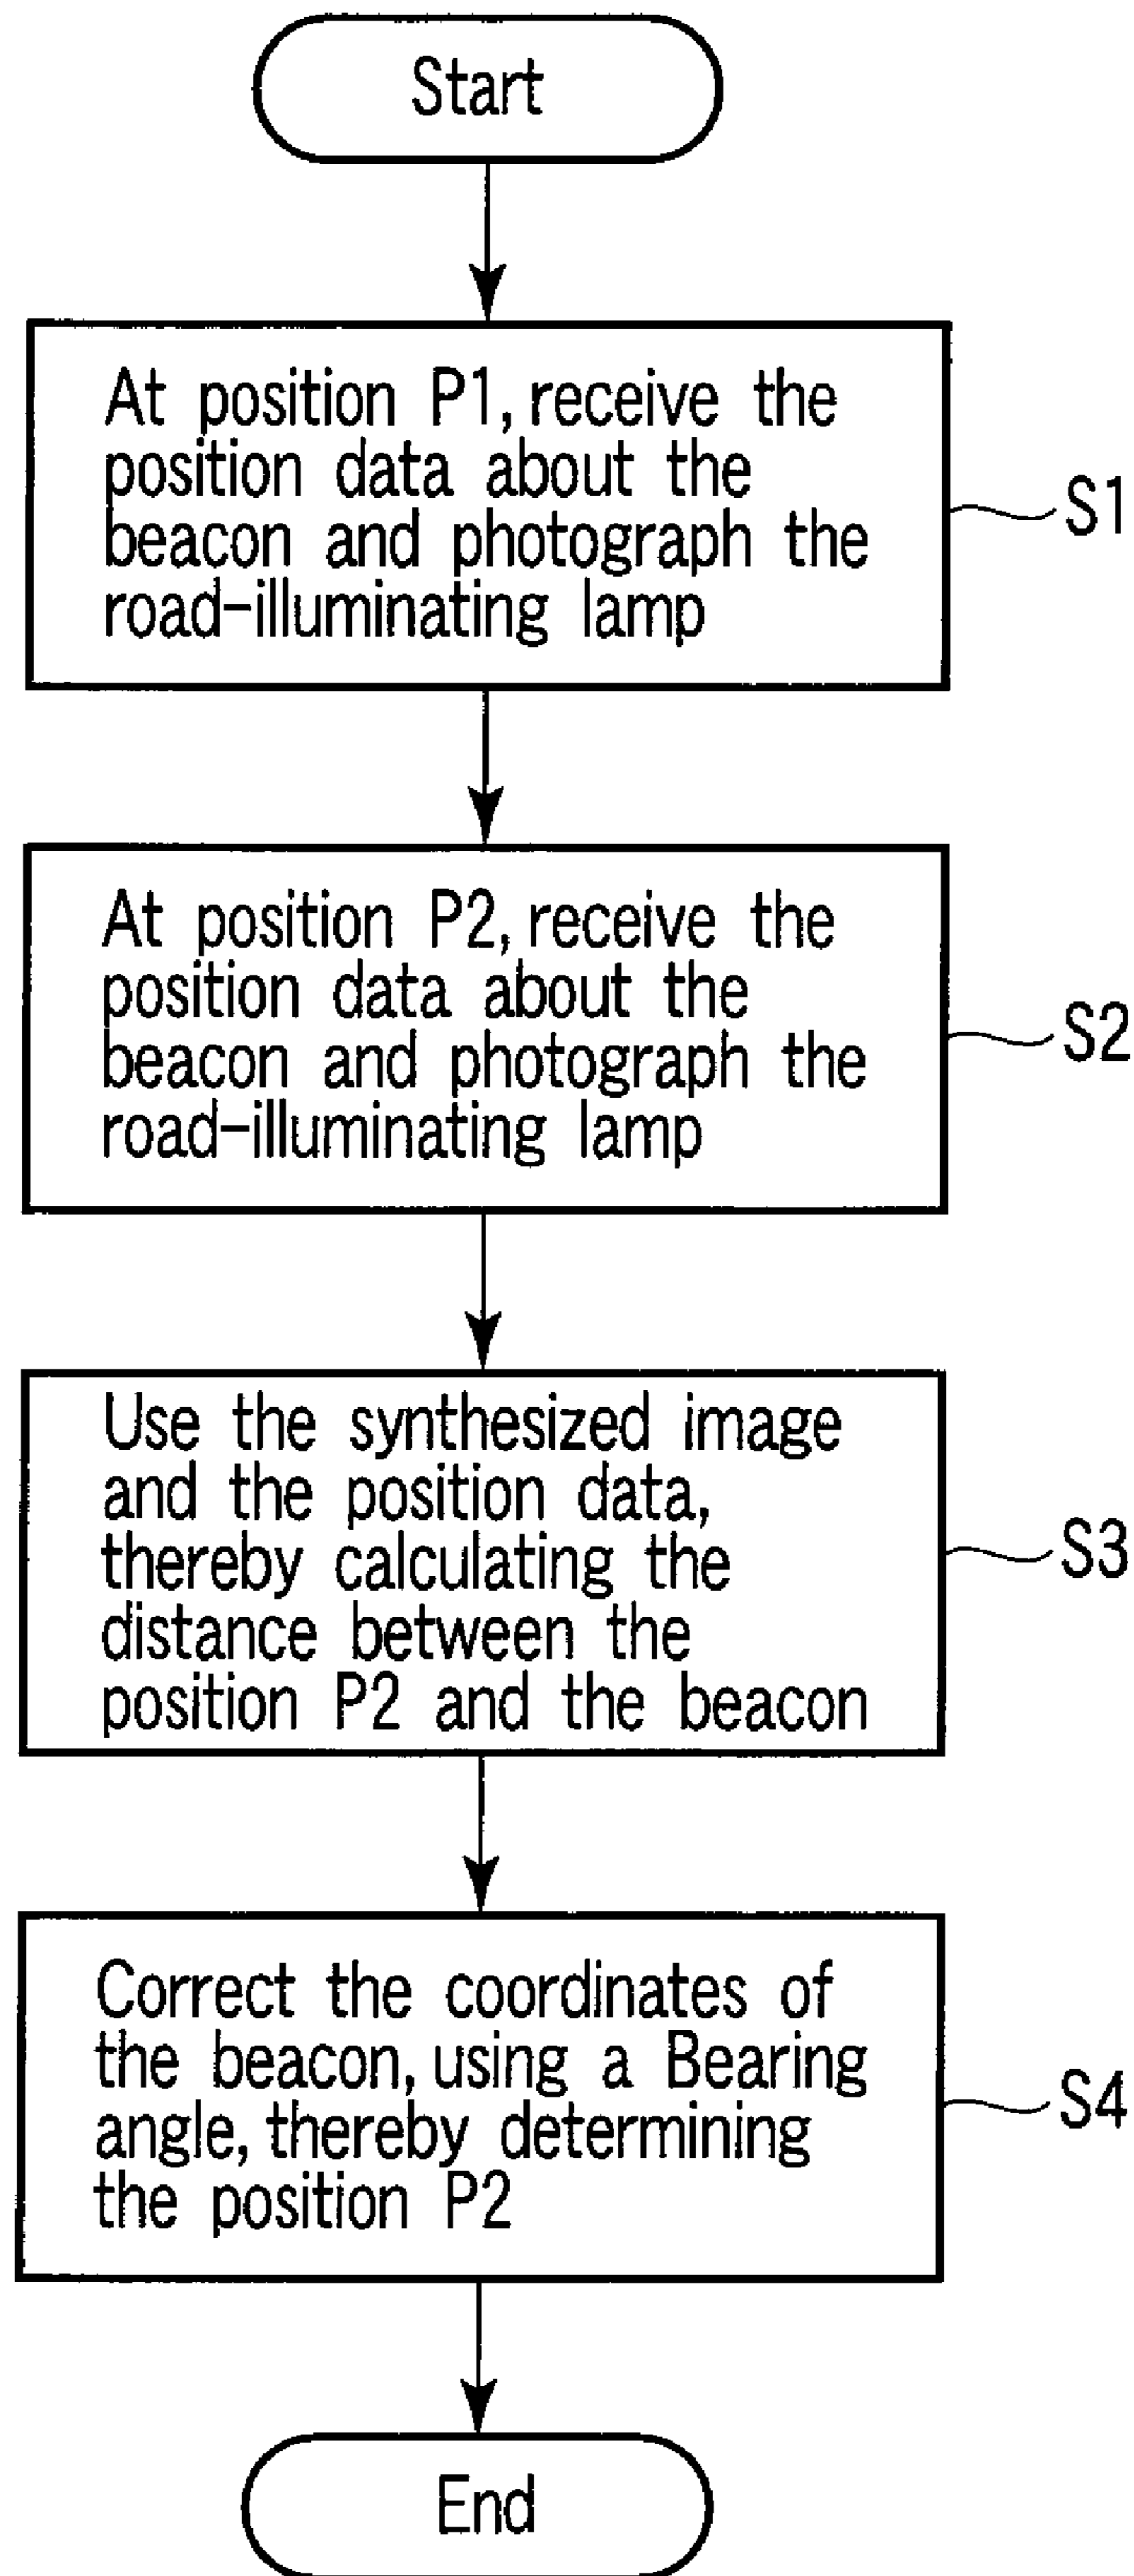 Start
At position P1, receive the
position data about the
beacon and photograph the
road-illuminating lamp
S1
At position P2, receive the
position data about the
beacon and photograph the
road-illuminating lamp
S2
Use the synthesized image
and the position data,
thereby calculating the
distance between the
position P2 and the beacon
S3
Correct the coordinates of
the beacon, using a Bearing
angle, thereby determining
the position P2
S4
End